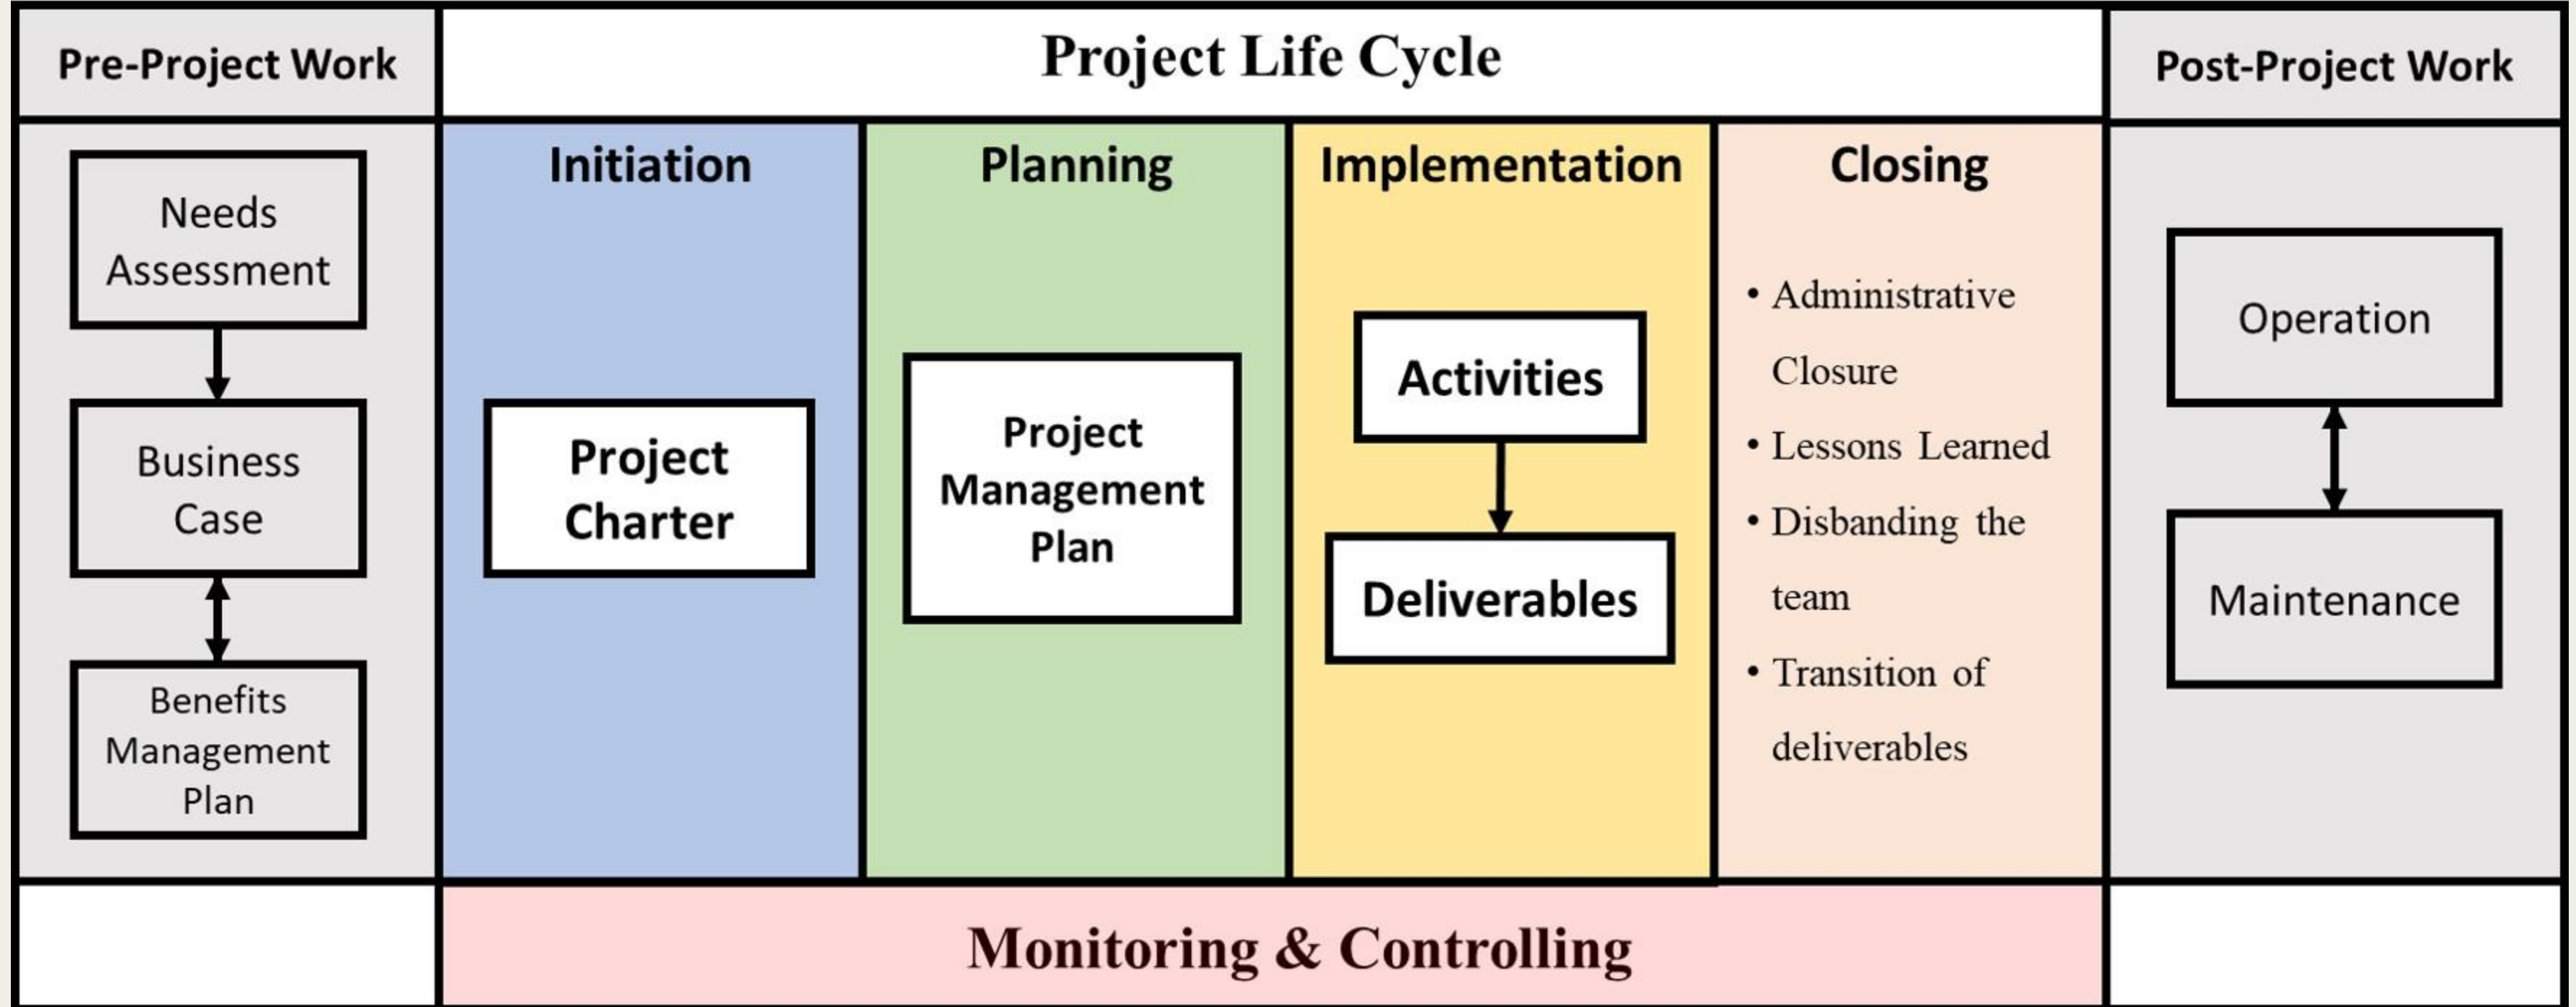 Pre-Project Work
Project Life Cycle
Post-Project Work
Needs
Assessment
Business
Case
Benefits
Management
Plan
Initiation
Project
Charter
Planning
Project
Management
Plan
Implementation
Activities
Deliverables
Closing
• Administrative
Closure
• Lessons Learned
• Disbanding the
team
• Transition of
deliverables
Operation
Maintenance
Monitoring & Controlling